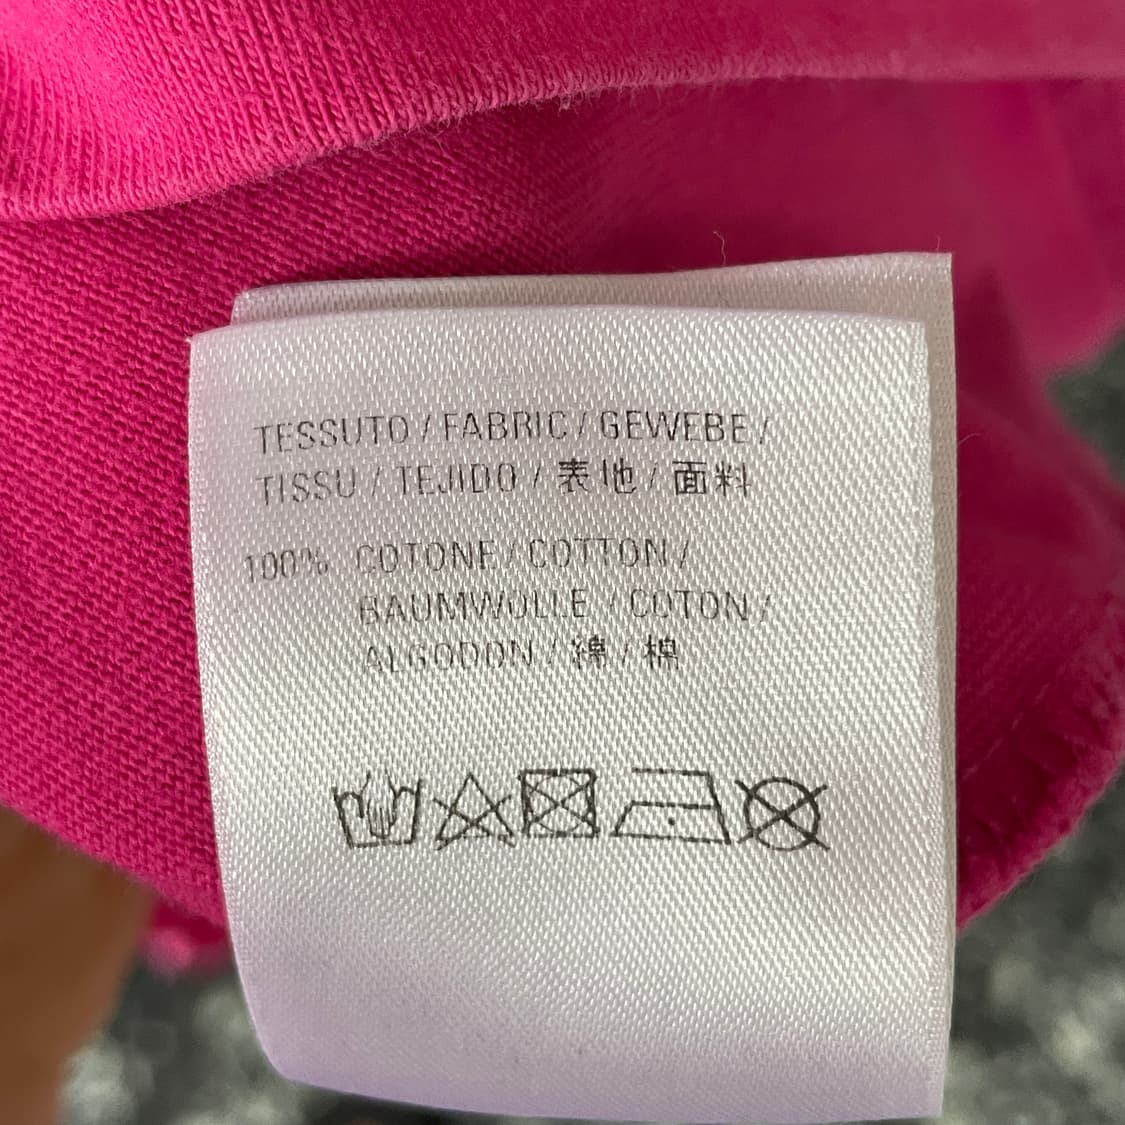 TESSUTO / FABRIC / GEWEBE /
TISSU / TEJIDO / 表地 / 面料
100% COTONE / COTTON /
BAUMWOLLE / COTON /
ALGODON / 綿 / 棉